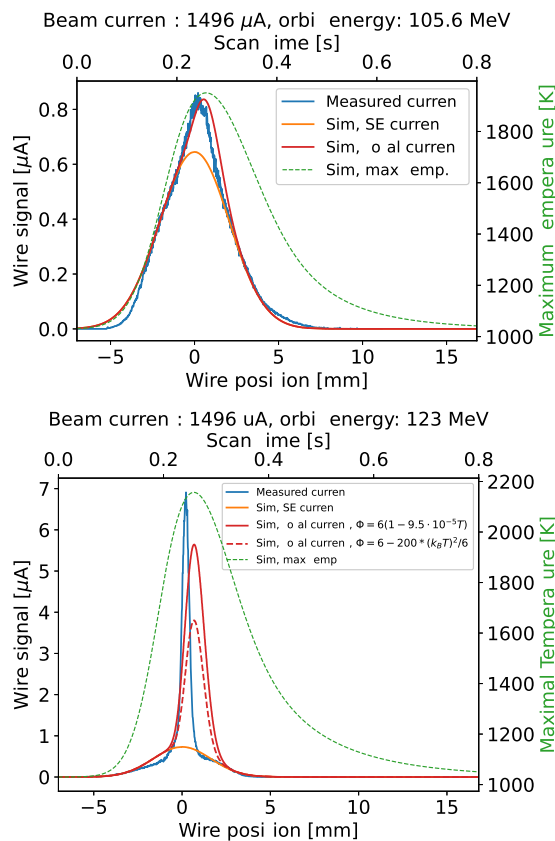 Beam curren : 1496 μA, orbi energy: 105.6 MeV
Scan ime [s]
0.0 0.2 0.4 0.6 0.8
Measured curren
Sim, SE curren
Sim, o al curren
Sim, max emp.
Wire signal [μA]
0.8
0.6
0.4
0.2
0.0
Maximum empera ure [K]
1800
1600
1400
1200
1000
−5 0 5 10 15
Wire posi ion [mm]
Beam curren : 1496 uA, orbi energy: 123 MeV
Scan ime [s]
0.0 0.2 0.4 0.6 0.8
Measured curren
Sim, SE curren
Sim, o al curren , Φ = 6(1 − 9.5 · 10⁻⁵T)
Sim, o al curren , Φ = 6 − 200 * (k_BT)²/6
Sim, max emp
Wire signal [μA]
7
6
5
4
3
2
1
0
Maximal Tempera ure [K]
2200
2000
1800
1600
1400
1200
1000
−5 0 5 10 15
Wire posi ion [mm]